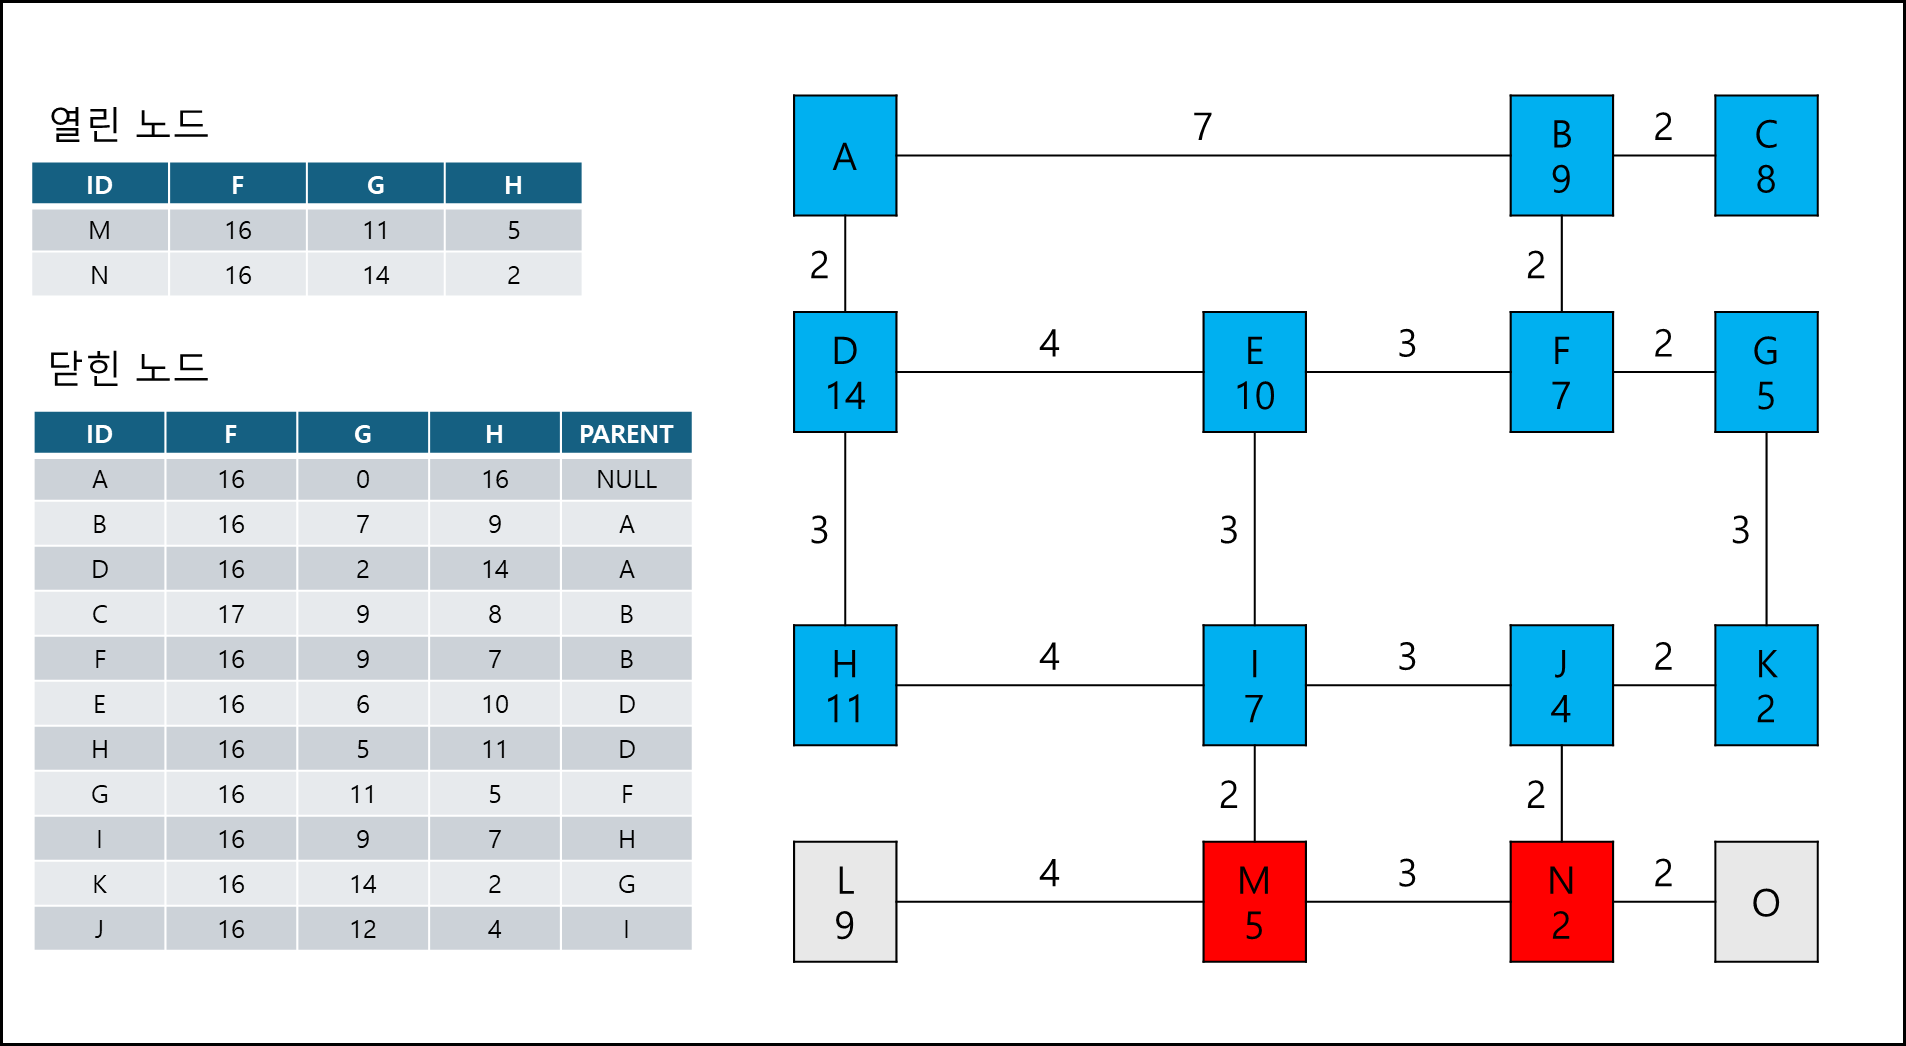 열린 노드
ID F G H
M 16 11 5
N 16 14 2
닫힌 노드
ID F G H PARENT
A 16 0 16 NULL
B 16 7 9 A
D 16 2 14 A
C 17 9 8 B
F 16 9 7 B
E 16 6 10 D
H 16 5 11 D
G 16 11 5 F
I 16 9 7 H
K 16 14 2 G
J 16 12 4 I
7 2
A B C
9 8
2 2
4 3 2
D E F G
14 10 7 5
3 3 3
4 3 2
H I J K
11 7 4 2
2 2
4 3 2
L M N O
9 5 2